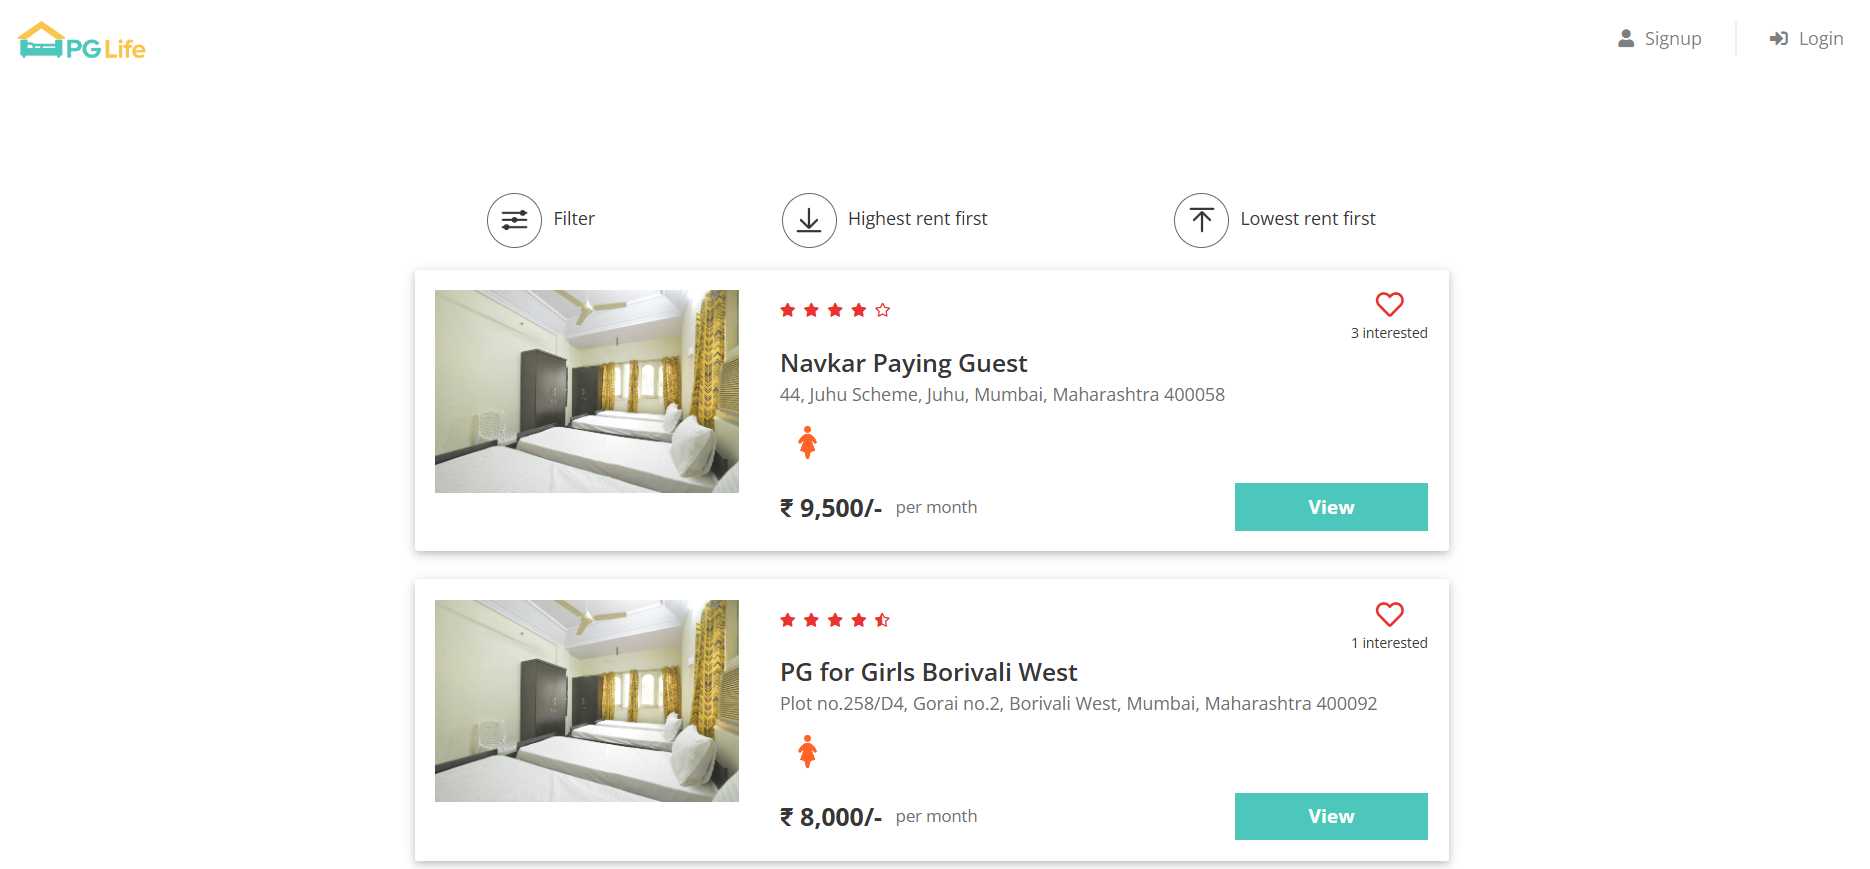 PG Life
Signup
Login
Filter
Highest rent first
Lowest rent first
3 interested
Navkar Paying Guest
44, Juhu Scheme, Juhu, Mumbai, Maharashtra 400058
₹ 9,500/- per month
View
1 interested
PG for Girls Borivali West
Plot no.258/D4, Gorai no.2, Borivali West, Mumbai, Maharashtra 400092
₹ 8,000/- per month
View